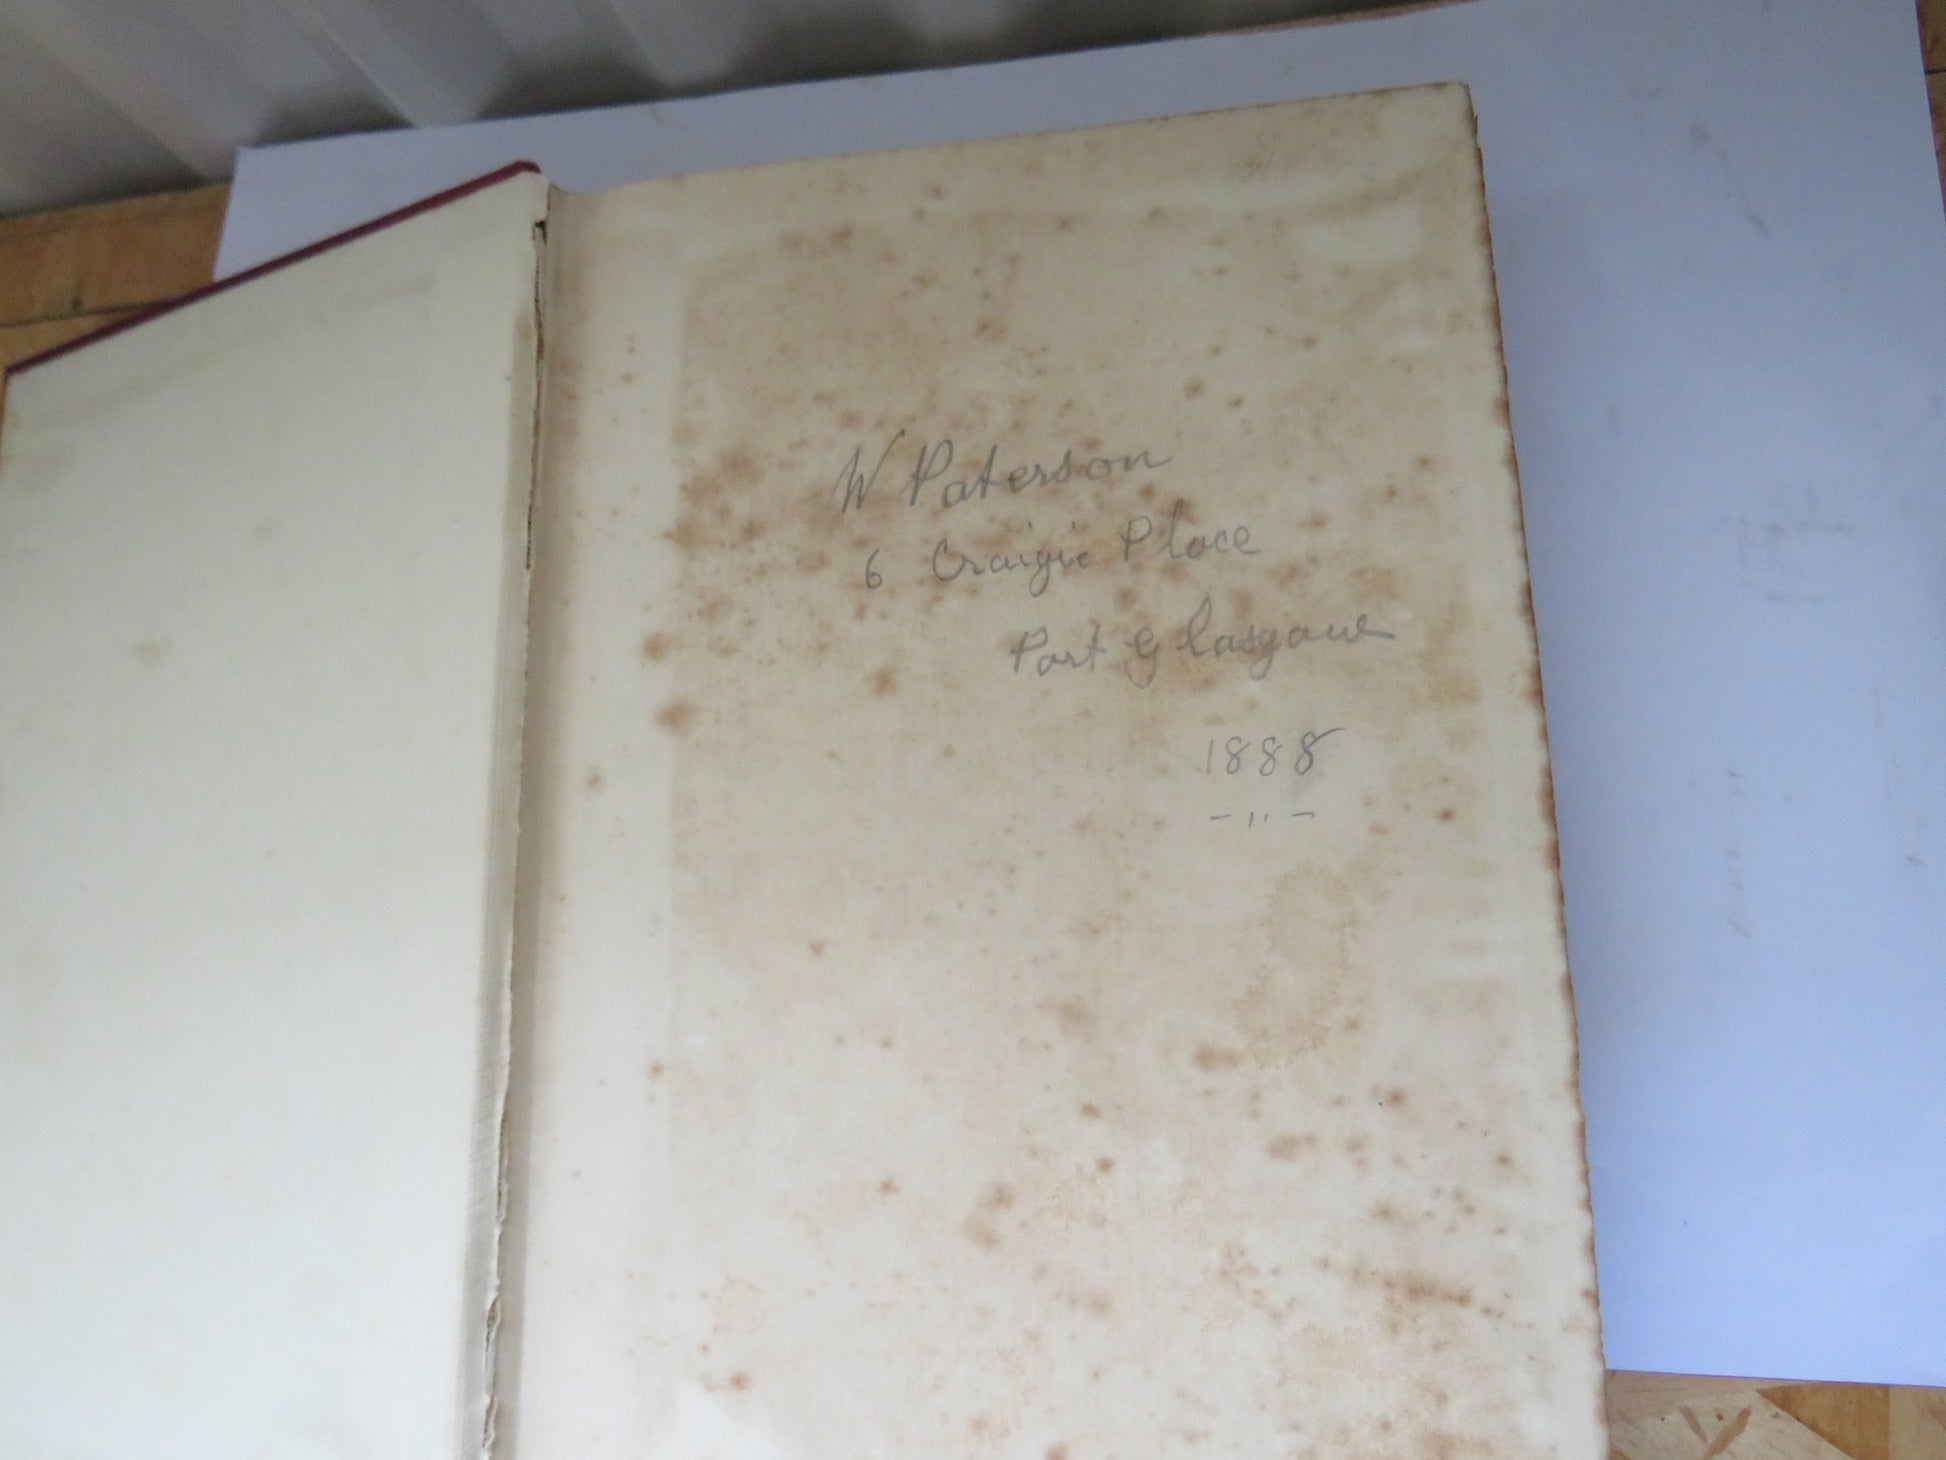 W Paterson
6 Craigie Place
Port Glasgow
1888